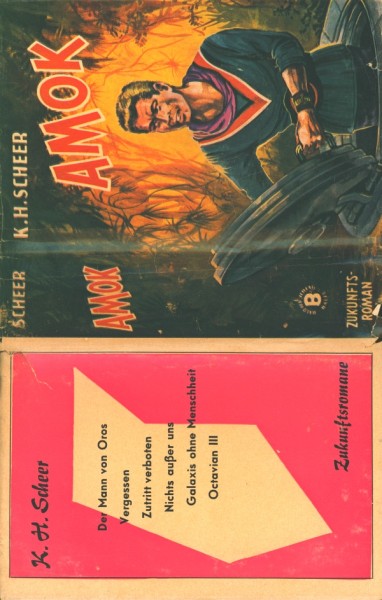 K.H. SCHEER
AMOK
B
ZUKUNFTS-
ROMAN
SCHEER
AMOK
K. H. Scheer
Der Mann von Oros
Vergessen
Zutritt verboten
Nichts außer uns
Galaxis ohne Menschheit
Octavian III
Zukunftsromane